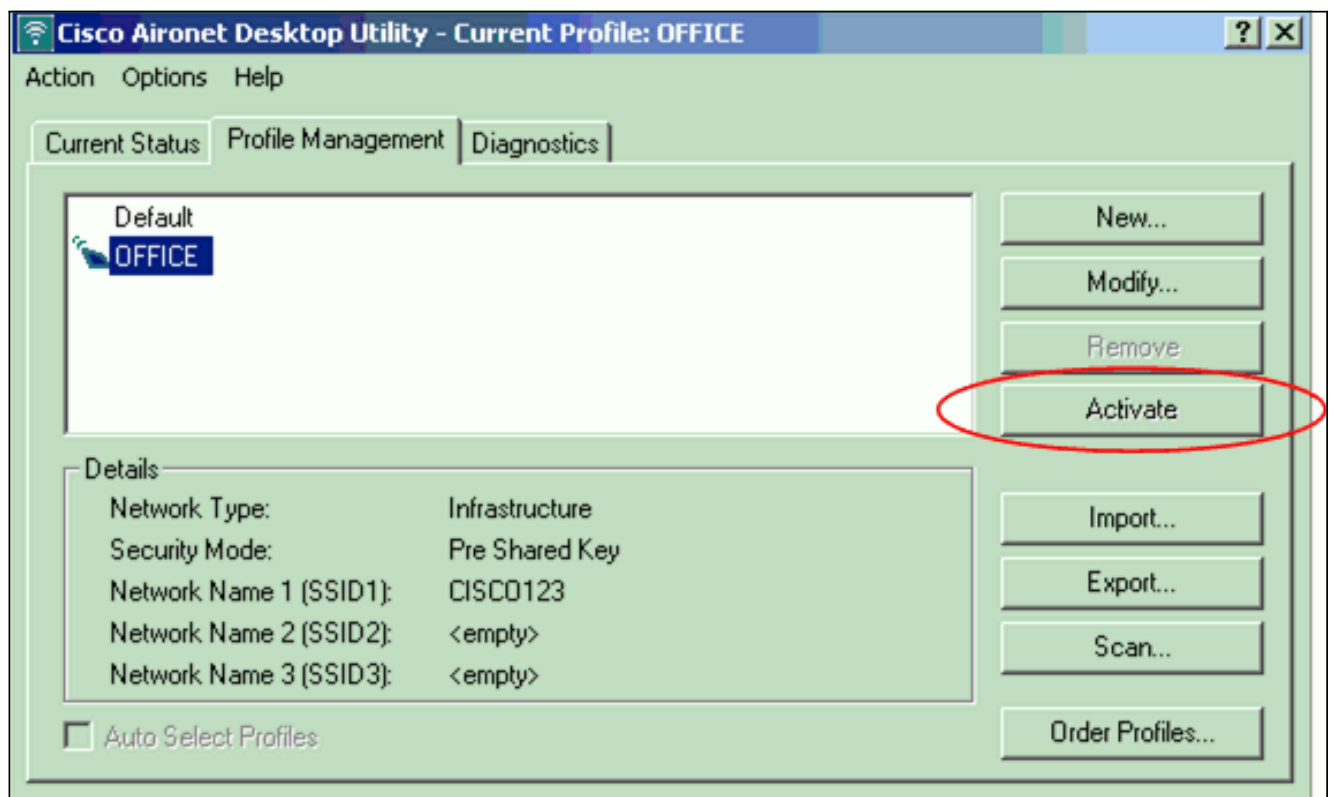 Cisco Aironet Desktop Utility - Current Profile: OFFICE
Action Options Help
Current Status Profile Management Diagnostics
Default
OFFICE
New...
Modify...
Remove
Activate
Details
Network Type: Infrastructure
Security Mode: Pre Shared Key
Network Name 1 (SSID1): CISCO123
Network Name 2 (SSID2): <empty>
Network Name 3 (SSID3): <empty>
Import...
Export...
Scan...
Auto Select Profiles
Order Profiles...